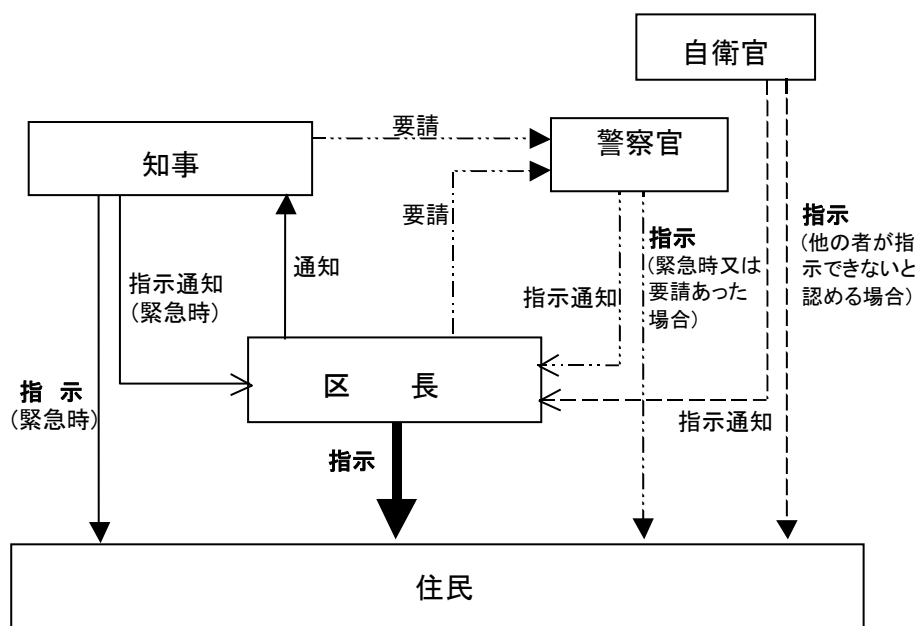 自衛官
要請
知事
警察官
要請
指示
(緊急時又は
要請あった
場合)
指示
(他の者が指
示できないと
認める場合)
指示通知
(緊急時)
通知
指示通知
区 長
指 示
(緊急時)
指示通知
指示
住民